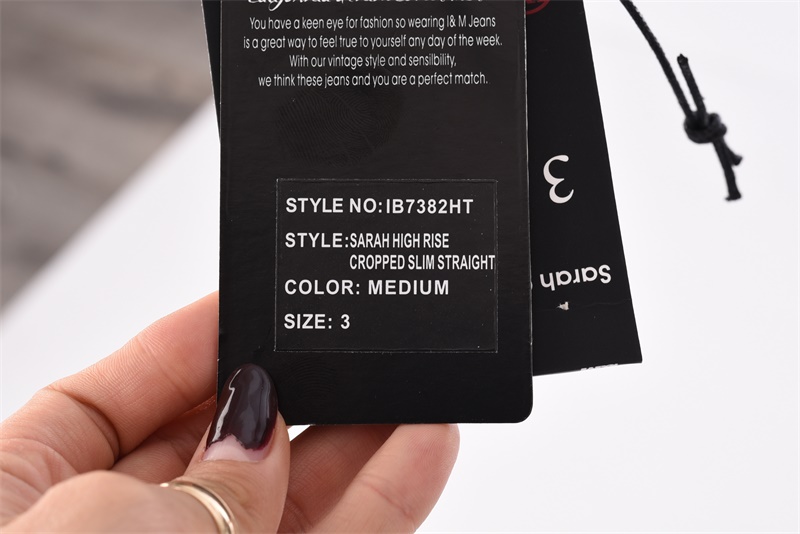 You have a keen eye for fashion so wearing I& M Jeans
is a great way to feel true to yourself any day of the week.
With our vintage style and sensilbility,
we think these jeans and you are a perfect match.
STYLE NO:IB7382HT
STYLE:SARAH HIGH RISE
CROPPED SLIM STRAIGHT
COLOR: MEDIUM
SIZE: 3
3
Sarah